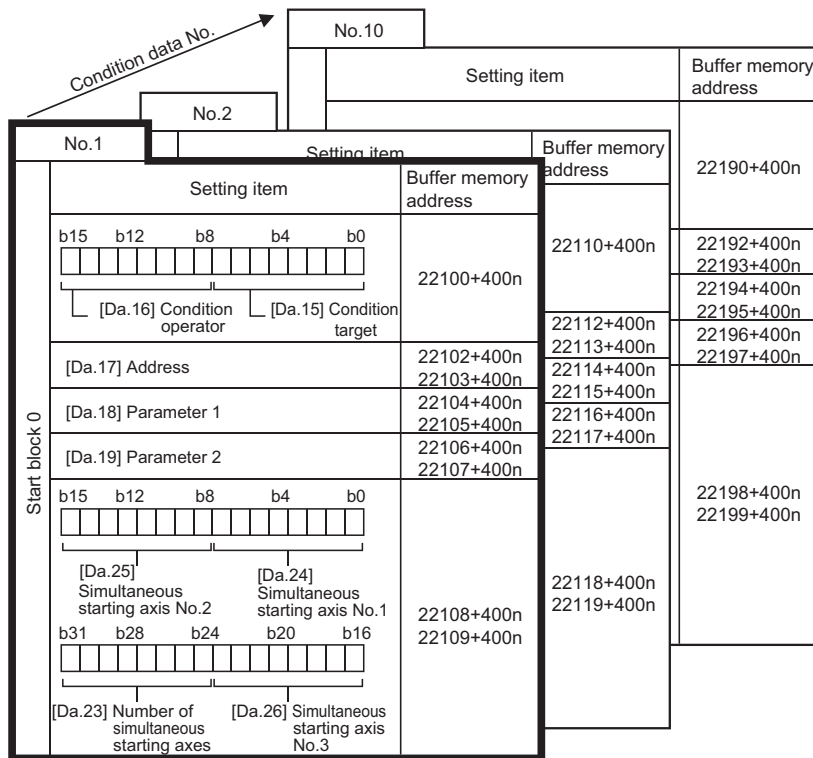 Condition data No.
No.10
Setting item
Buffer memory
address
22190+400n
22192+400n
22193+400n
22194+400n
22195+400n
22196+400n
22197+400n
22198+400n
22199+400n
No.2
Setting item
Buffer memory
address
22110+400n
22112+400n
22113+400n
22114+400n
22115+400n
22116+400n
22117+400n
22118+400n
22119+400n
No.1
Start block 0
Setting item
Buffer memory
address
b15 b12 b8 b4 b0
[Da.16] Condition
operator
[Da.15] Condition
target
22100+400n
[Da.17] Address
22102+400n
22103+400n
[Da.18] Parameter 1
22104+400n
22105+400n
[Da.19] Parameter 2
22106+400n
22107+400n
b15 b12 b8 b4 b0
[Da.25]
Simultaneous
starting axis No.2
[Da.24]
Simultaneous
starting axis No.1
b31 b28 b24 b20 b16
[Da.23] Number of
simultaneous
starting axes
[Da.26] Simultaneous
starting axis
No.3
22108+400n
22109+400n